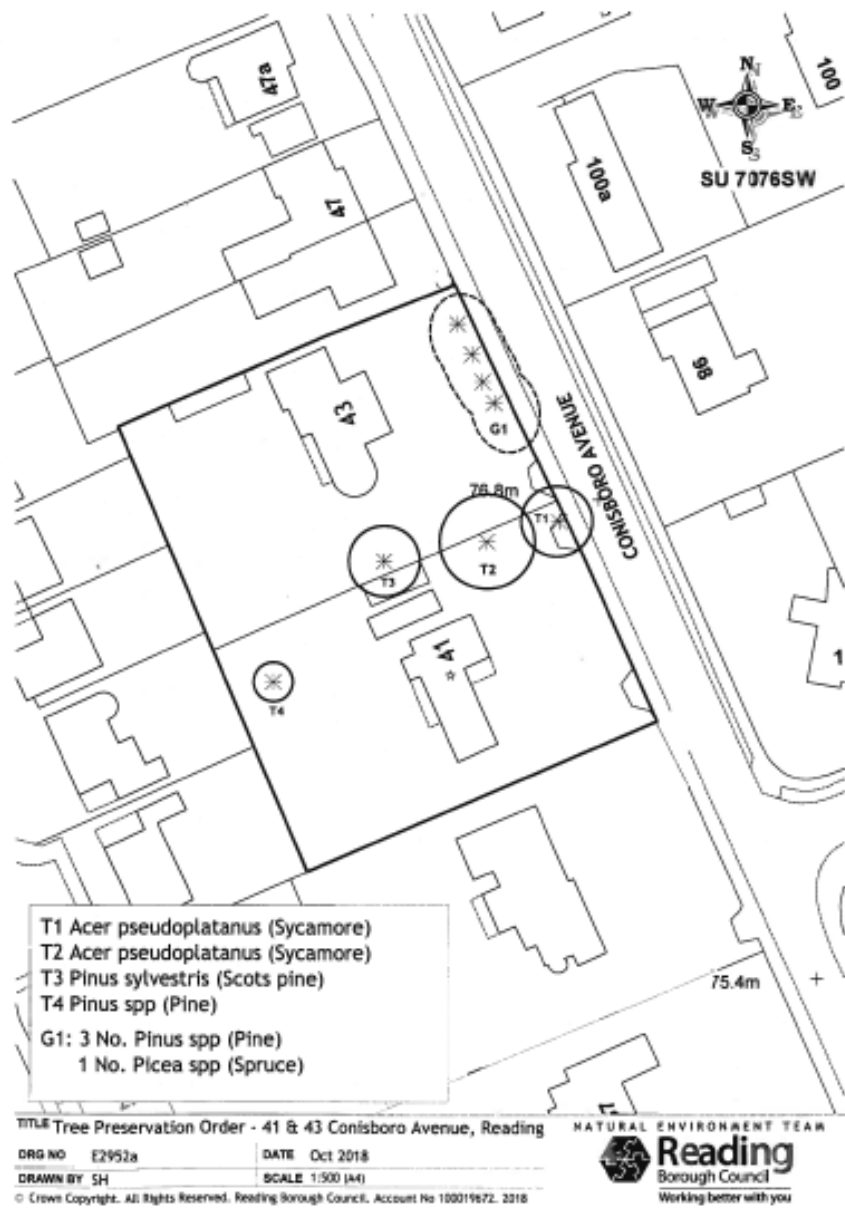 47a
100
N
W E
S
SU 7076SW
100a
47
98
43
G1
CONISBORO AVENUE
76.8m
T1
T2
T3
41
T4
1
T1 Acer pseudoplatanus (Sycamore)
T2 Acer pseudoplatanus (Sycamore)
T3 Pinus sylvestris (Scots pine)
T4 Pinus spp (Pine)
G1: 3 No. Pinus spp (Pine)
1 No. Picea spp (Spruce)
75.4m
TITLE Tree Preservation Order - 41 & 43 Conisboro Avenue, Reading
DRG NO E2952a DATE Oct 2018
DRAWN BY SH SCALE 1:500 (A4)
© Crown Copyright. All Rights Reserved. Reading Borough Council. Account No 100019672. 2018
NATURAL ENVIRONMENT TEAM
Reading
Borough Council
Working better with you